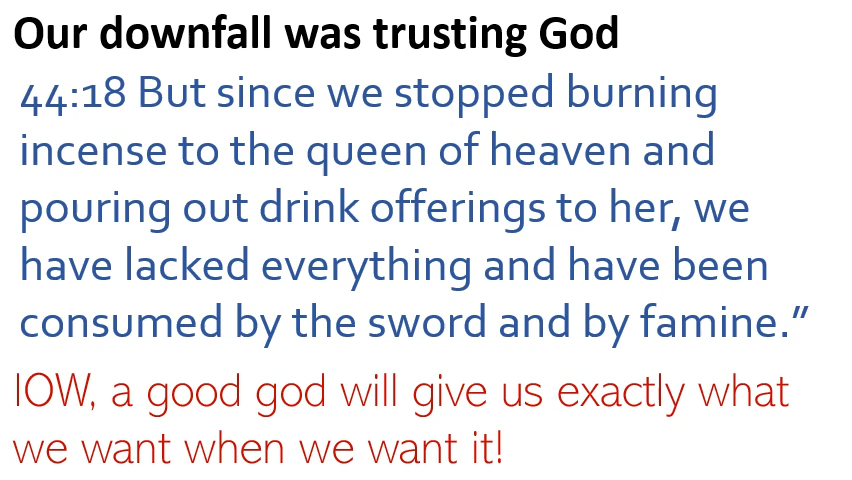 Our downfall was trusting God
44:18 But since we stopped burning
incense to the queen of heaven and
pouring out drink offerings to her, we
have lacked everything and have been
consumed by the sword and by famine.”
IOW, a good god will give us exactly what
we want when we want it!